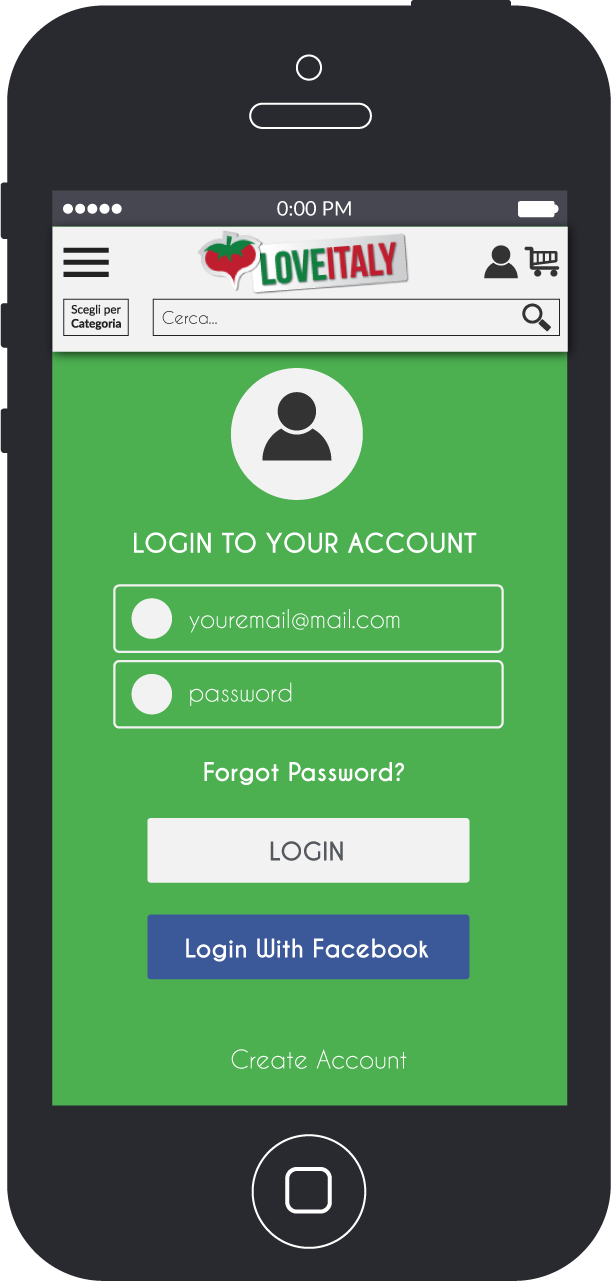 0:00 PM
LOVEITALY
Scegli per
Categoria
Cerca...
LOGIN TO YOUR ACCOUNT
youremail@mail.com
password
Forgot Password?
LOGIN
Login With Facebook
Create Account